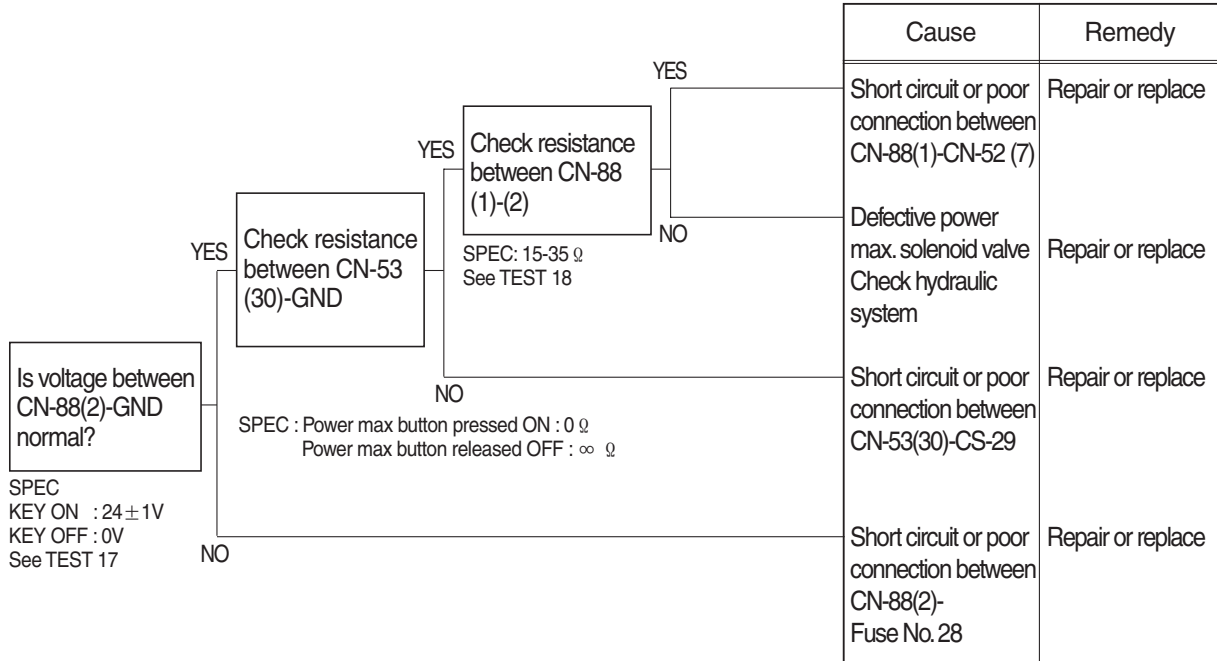 Cause
Remedy
YES
Short circuit or poor
connection between
CN-88(1)-CN-52 (7)
Repair or replace
YES
Check resistance
between CN-88
(1)-(2)
NO
SPEC: 15-35 Ω
See TEST 18
Defective power
max. solenoid valve
Check hydraulic
system
Repair or replace
YES
Check resistance
between CN-53
(30)-GND
NO
SPEC : Power max button pressed ON : 0 Ω
Power max button released OFF : ∞ Ω
Short circuit or poor
connection between
CN-53(30)-CS-29
Repair or replace
Is voltage between
CN-88(2)-GND
normal?
SPEC
KEY ON : 24±1V
KEY OFF : 0V
See TEST 17
NO
Short circuit or poor
connection between
CN-88(2)-
Fuse No. 28
Repair or replace